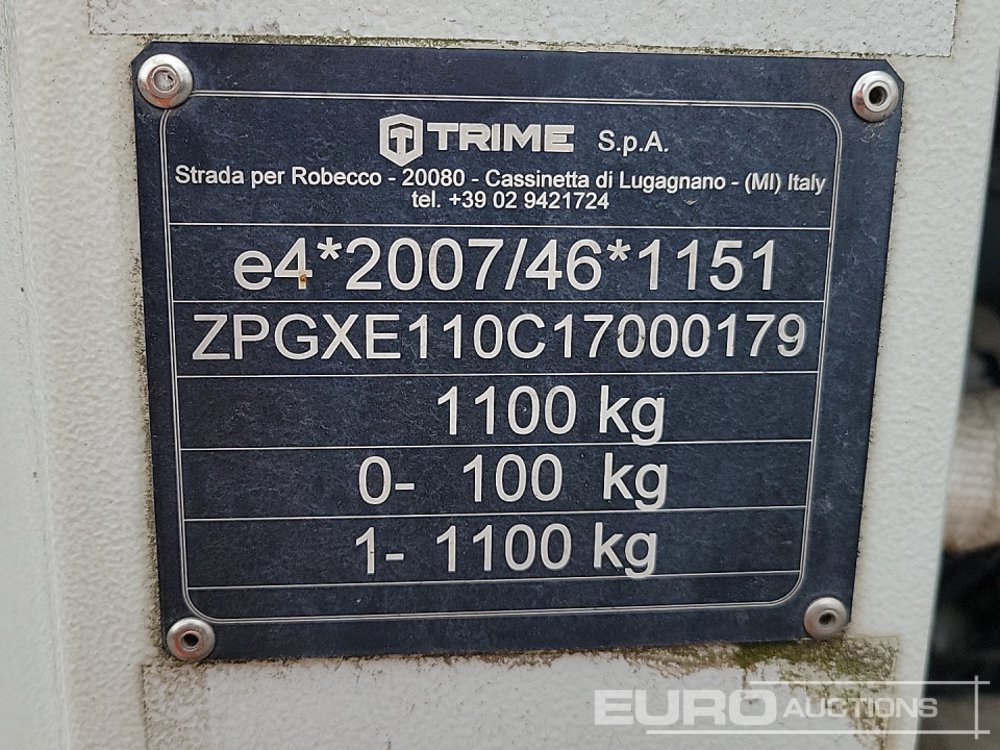 TRIME S.p.A.
Strada per Robecco - 20080 - Cassinetta di Lugagnano - (MI) Italy
tel. +39 02 9421724
e4*2007/46*1151
ZPGXE110C17000179
1100 kg
0- 100 kg
1- 1100 kg
EURO AUCTIONS